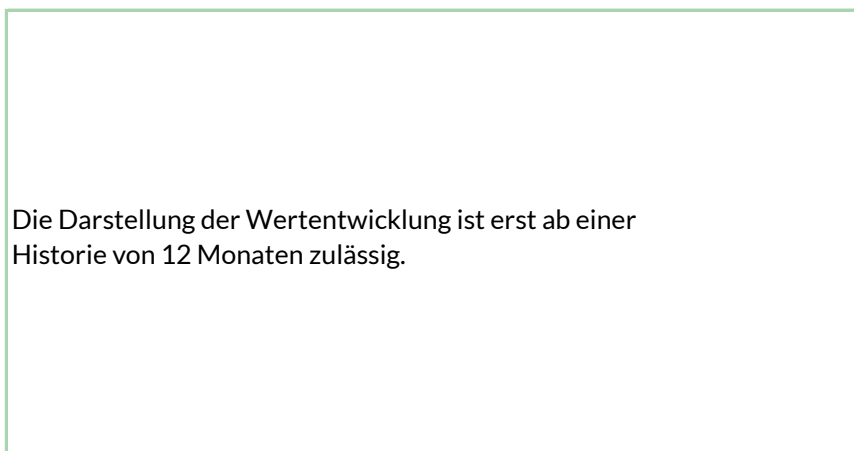 Die Darstellung der Wertentwicklung ist erst ab einer
Historie von 12 Monaten zulässig.